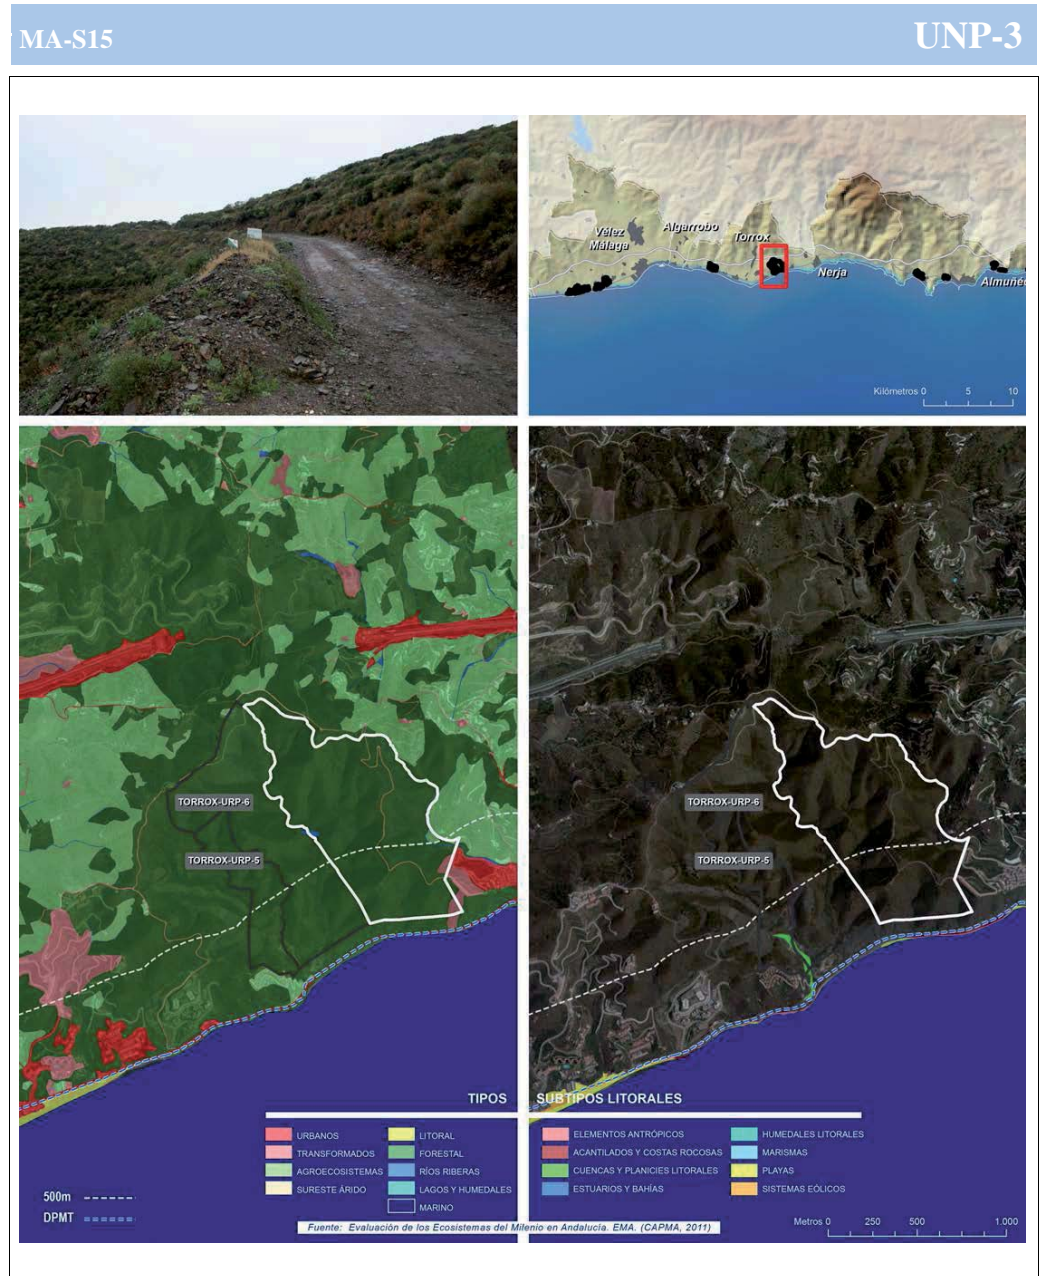 MA-S15
UNP-3
Vélez
Málaga
Algarrobo
Torrox
Nerja
Kilómetros 0 5 10
TORROX-URP-6
TORROX-URP-5
TORROX-URP-6
TORROX-URP-5
TIPOS
URBANOS
TRANSFORMADOS
AGROECOSISTEMAS
SURESTE ÁRIDO
LITORAL
FORESTAL
RÍOS RIBERAS
LAGOS Y HUMEDALES
MARINO
500m
DPMT
SUBTIPOS LITORALES
ELEMENTOS ANTRÓPICOS
ACANTILADOS Y COSTAS ROCOSAS
CUENCAS Y PLANICIES LITORALES
ESTUARIOS Y BAHÍAS
HUMEDALES LITORALES
MARISMAS
PLAYAS
SISTEMAS EÓLICOS
Fuente: Evaluación de los Ecosistemas del Milenio en Andalucía. EMA. (CAPMA, 2011)
Metros 0 250 500 1.000